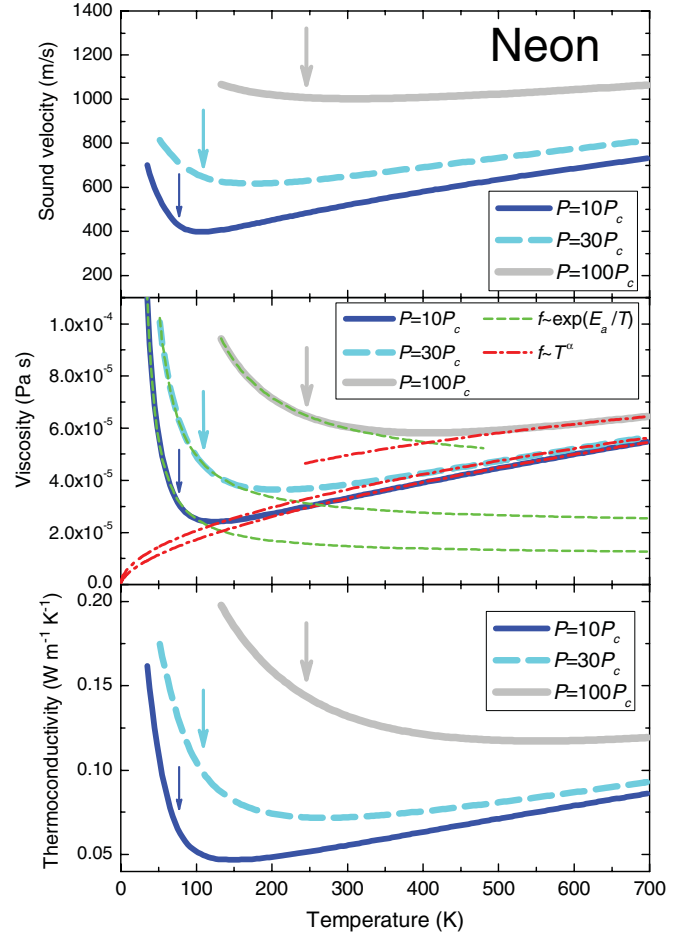 Neon
1400
1200
1000
800
600
400
200
Sound velocity (m/s)
P=10P_c
P=30P_c
P=100P_c
1.0x10^-4
8.0x10^-5
6.0x10^-5
4.0x10^-5
2.0x10^-5
0.0
Viscosity (Pa s)
P=10P_c
P=30P_c
P=100P_c
f~exp(E_a/T)
f~T^α
0.20
0.15
0.10
0.05
Thermoconductivity (W m^-1 K^-1)
P=10P_c
P=30P_c
P=100P_c
0 100 200 300 400 500 600 700
Temperature (K)